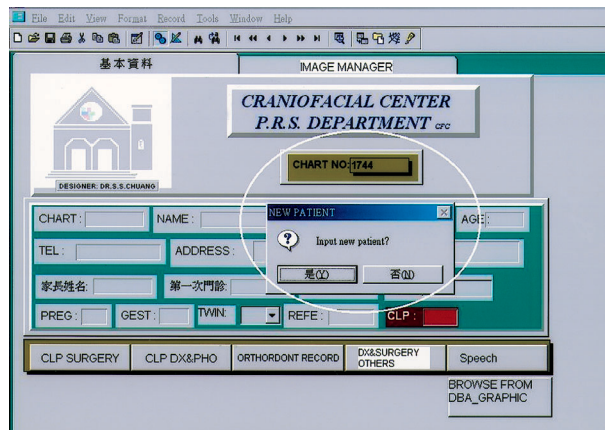 File Edit View Format Record Tools Window Help
基本資料 IMAGE MANAGER
CRANIOFACIAL CENTER
P.R.S. DEPARTMENT CFC
CHART NO:1744
DESIGNER: DR.S.S.CHUANG
CHART : NAME : AGE :
NEW PATIENT
Input new patient?
是(Y) 否(N)
TEL : ADDRESS :
家長姓名: 第一次門診:
PREG : GEST : TWIN: REFE : CLP :
CLP SURGERY CLP DX&PHO ORTHORDONT RECORD DX&SURGERY OTHERS Speech
BROWSE FROM
DBA_GRAPHIC